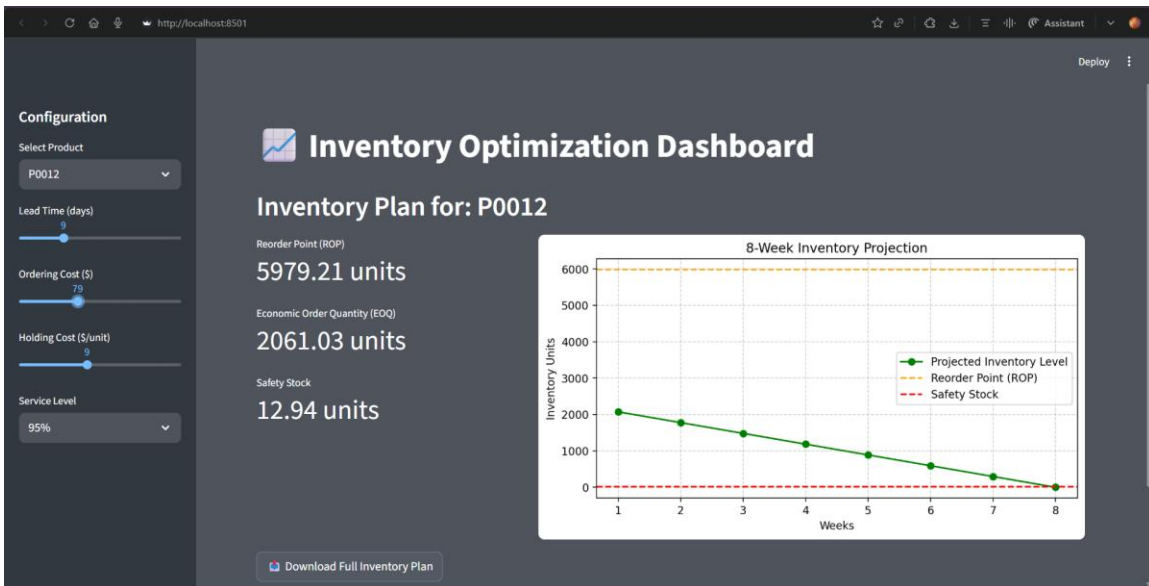 http://localhost:8501
Assistant
Deploy
Configuration
Select Product
P0012
Lead Time (days)
9
Ordering Cost ($)
79
Holding Cost ($/unit)
9
Service Level
95%
Inventory Optimization Dashboard
Inventory Plan for: P0012
Reorder Point (ROP)
5979.21 units
Economic Order Quantity (EOQ)
2061.03 units
Safety Stock
12.94 units
8-Week Inventory Projection
Inventory Units
6000
5000
4000
3000
2000
1000
0
Projected Inventory Level
Reorder Point (ROP)
Safety Stock
1 2 3 4 5 6 7 8
Weeks
Download Full Inventory Plan